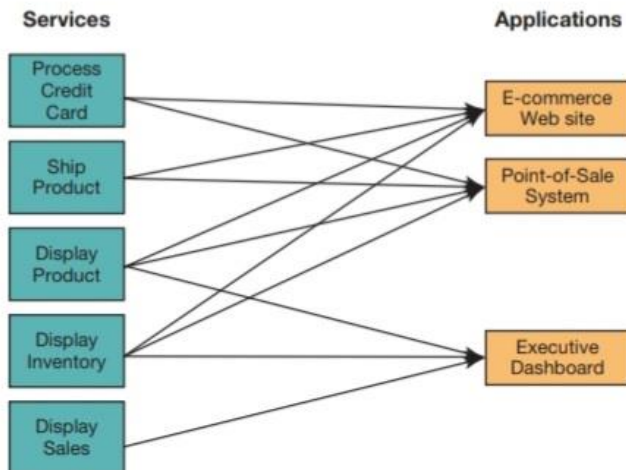 Services
Applications
Process
Credit
Card
E-commerce
Web site
Ship
Product
Point-of-Sale
System
Display
Product
Display
Inventory
Executive
Dashboard
Display
Sales